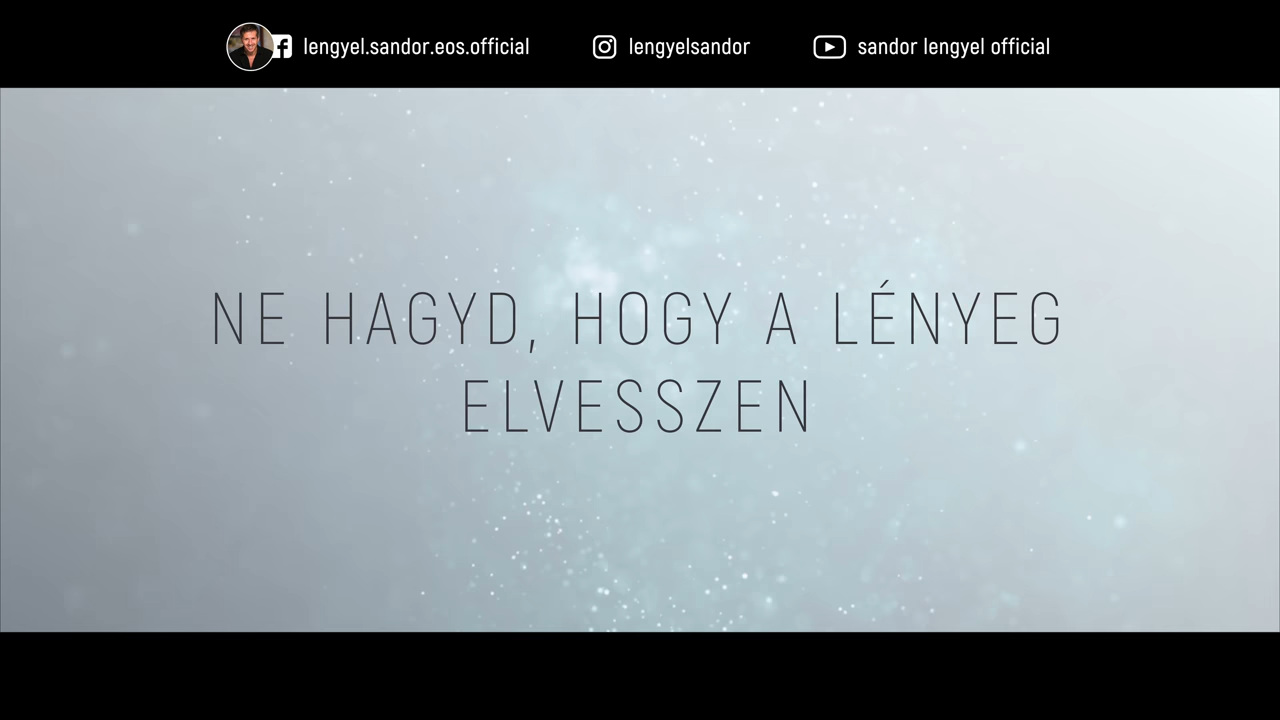 lengyel.sandor.eos.official lengyelsandor sandor lengyel official
NE HAGYD, HOGY A LÉNYEG
ELVESSZEN